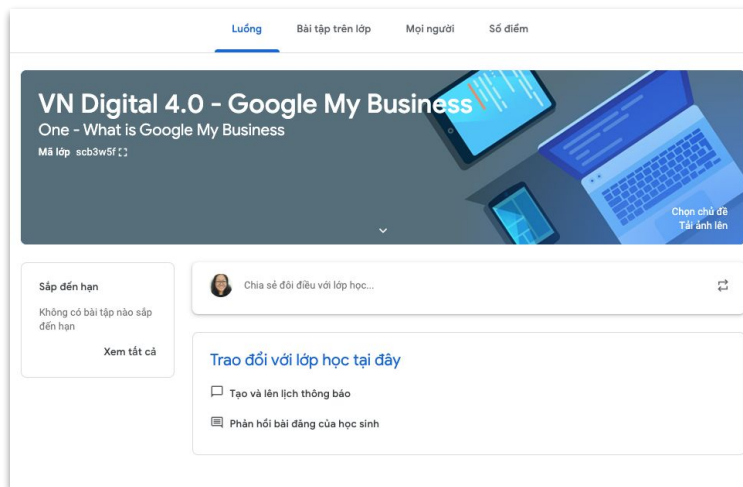 Luồng Bài tập trên lớp Mọi người Số điểm
VN Digital 4.0 - Google My Business
One - What is Google My Business
Mã lớp scb3w5f
Chọn chủ đề
Tải ảnh lên
Sắp đến hạn
Không có bài tập nào sắp
đến hạn
Xem tất cả
Chia sẻ đôi điều với lớp học...
Trao đổi với lớp học tại đây
Tạo và lên lịch thông báo
Phản hồi bài đăng của học sinh